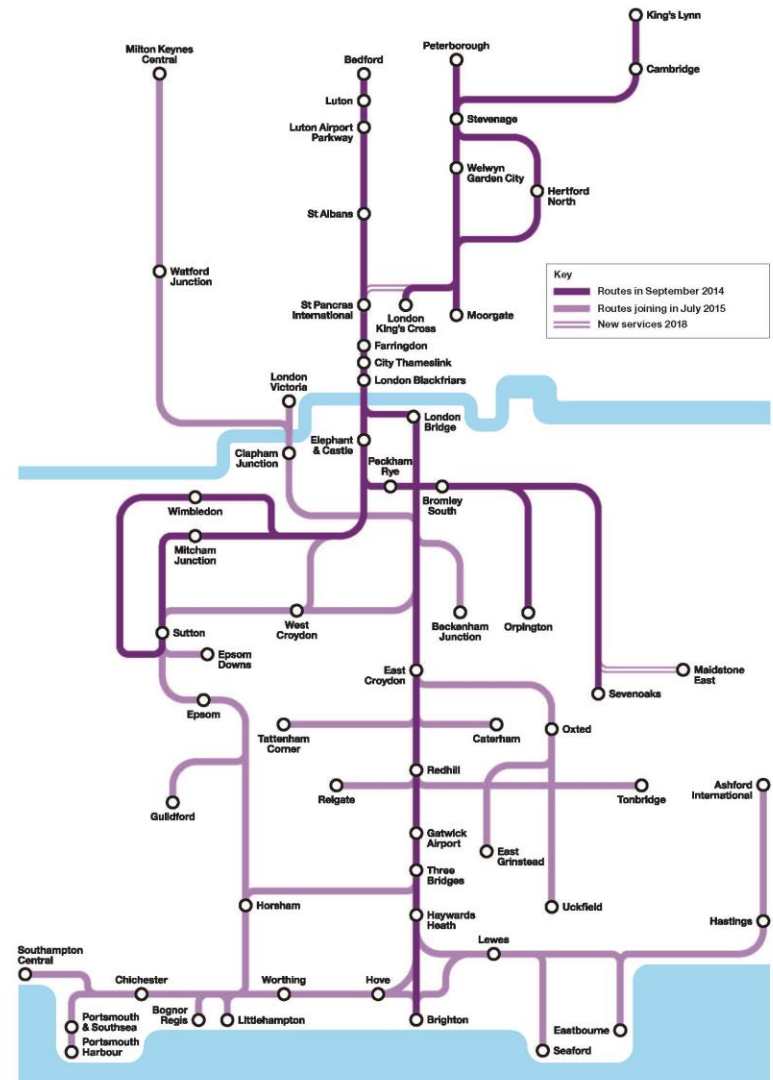 King's Lynn
Peterborough
Milton Keynes
Central
Bedford
Cambridge
Luton
Luton Airport
Parkway
Stevenage
Welwyn
Garden City
Hertford
North
St Albans
Watford
Junction
Key
Routes in September 2014
Routes joining in July 2015
New services 2018
St Pancras
International
London
King's Cross
Moorgate
Farringdon
City Thameslink
London Blackfriars
London
Victoria
London
Bridge
Elephant
& Castle
Clapham
Junction
Peckham
Rye
Bromley
South
Wimbledon
Mitcham
Junction
West
Croydon
Beckenham
Junction
Orpington
Sutton
Epsom
Downs
East
Croydon
Maidstone
East
Sevenoaks
Epsom
Tattenham
Corner
Caterham
Oxted
Redhill
Reigate
Tonbridge
Ashford
International
Guildford
Gatwick
Airport
East
Grinstead
Three
Bridges
Horsham
Haywards
Heath
Uckfield
Hastings
Lewes
Southampton
Central
Chichester
Worthing
Hove
Portsmouth
& Southsea
Bognor
Regis
Littlehampton
Brighton
Eastbourne
Portsmouth
Harbour
Seaford